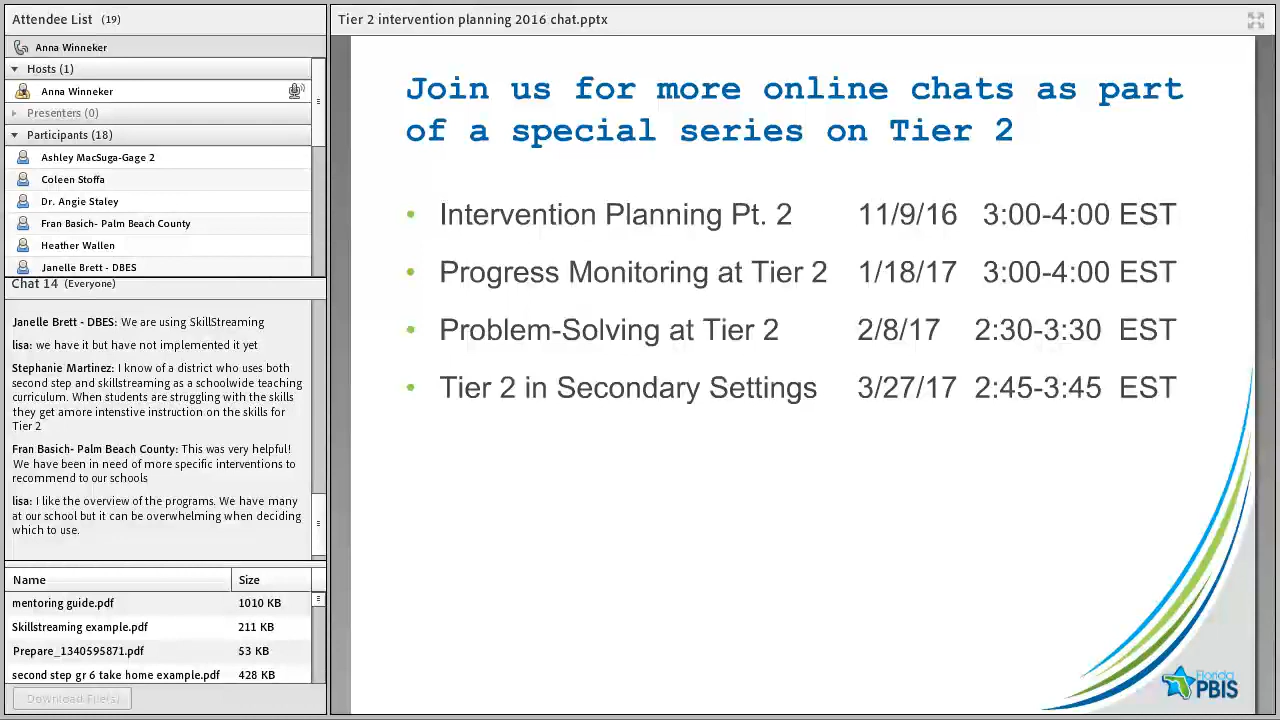 Attendee List (19)
Anna Winneker
Hosts (1)
Anna Winneker
Presenters (0)
Participants (18)
Ashley MacSuga-Gage 2
Coleen Stoffa
Dr. Angie Staley
Fran Basich- Palm Beach County
Heather Wallen
Janelle Brett - DBES
Chat 14 (Everyone)
Janelle Brett - DBES: We are using SkillStreaming
lisa: we have it but have not implemented it yet
Stephanie Martinez: I know of a district who uses both
second step and skillstreaming as a schoolwide teaching
curriculum. When students are struggling with the skills
they get amore intenstive instruction on the skills for
Tier 2
Fran Basich- Palm Beach County: This was very helpful!
We have been in need of more specific interventions to
recommend to our schools
lisa: I like the overview of the programs. We have many
at our school but it can be overwhelming when deciding
which to use.
Name Size
mentoring guide.pdf 1010 KB
Skillstreaming example.pdf 211 KB
Prepare_1340595871.pdf 53 KB
second step gr 6 take home example.pdf 428 KB
Download File(s)
Tier 2 intervention planning 2016 chat.pptx
Join us for more online chats as part
of a special series on Tier 2
• Intervention Planning Pt. 2 11/9/16 3:00-4:00 EST
• Progress Monitoring at Tier 2 1/18/17 3:00-4:00 EST
• Problem-Solving at Tier 2 2/8/17 2:30-3:30 EST
• Tier 2 in Secondary Settings 3/27/17 2:45-3:45 EST
Florida
PBIS